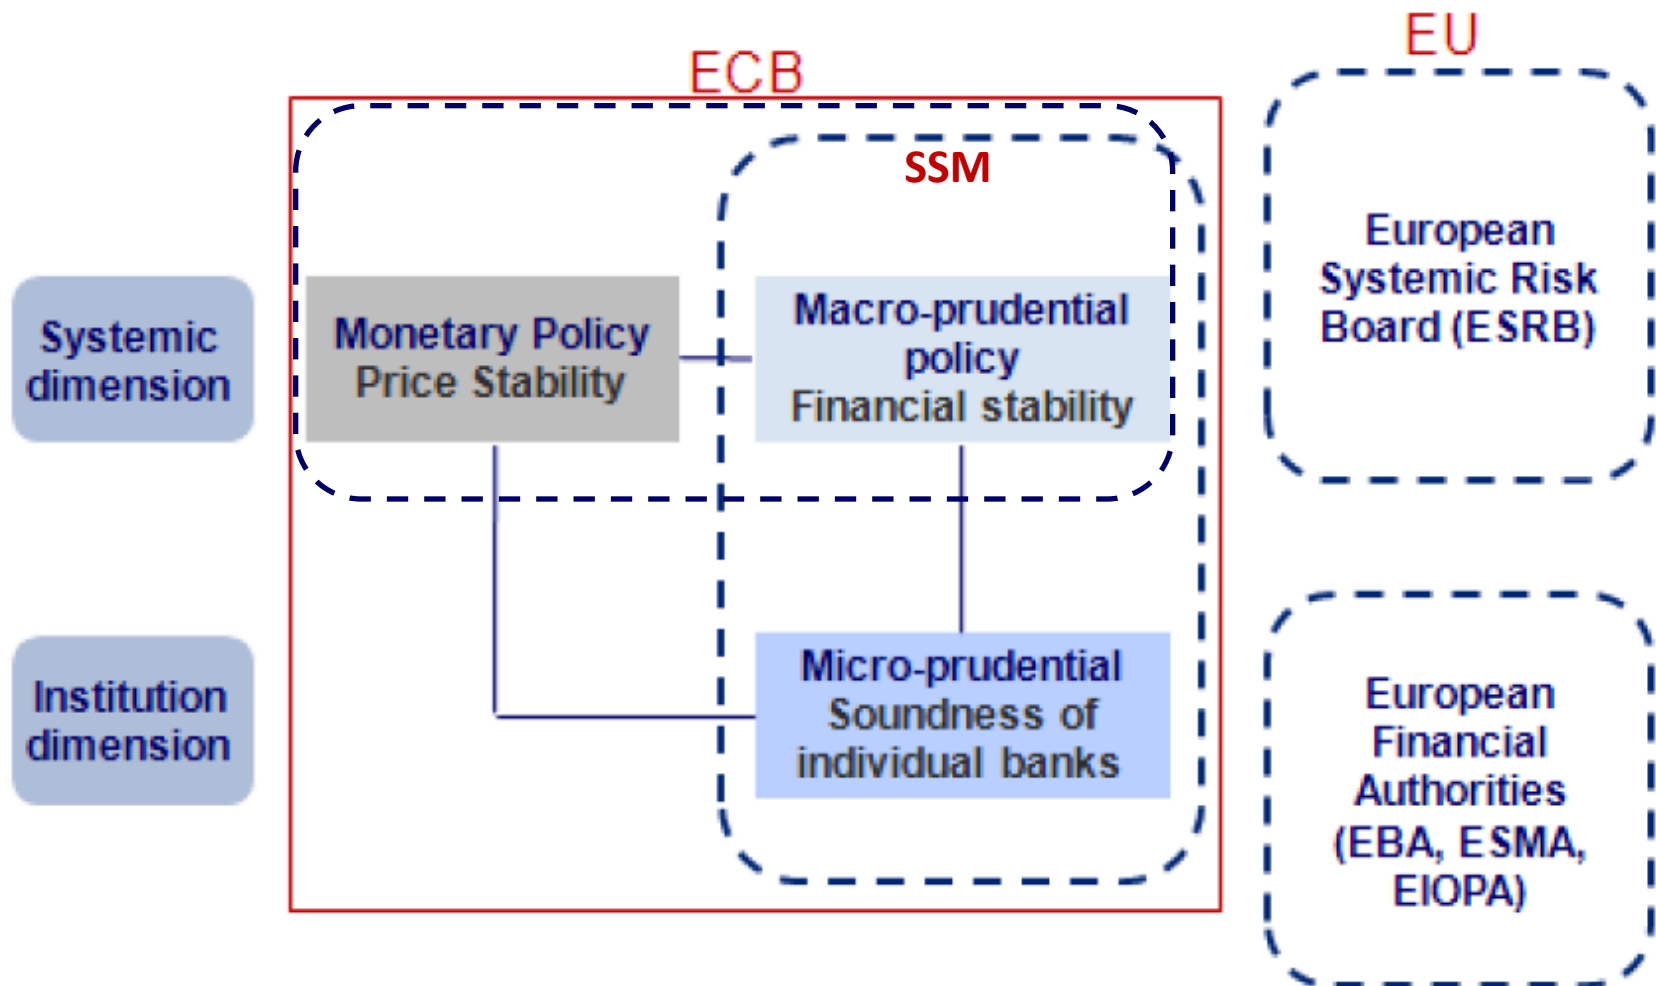 EU
ECB
SSM
Systemic
dimension
Monetary Policy
Price Stability
Macro-prudential
policy
Financial stability
European
Systemic Risk
Board (ESRB)
Institution
dimension
Micro-prudential
Soundness of
individual banks
European
Financial
Authorities
(EBA, ESMA,
EIOPA)